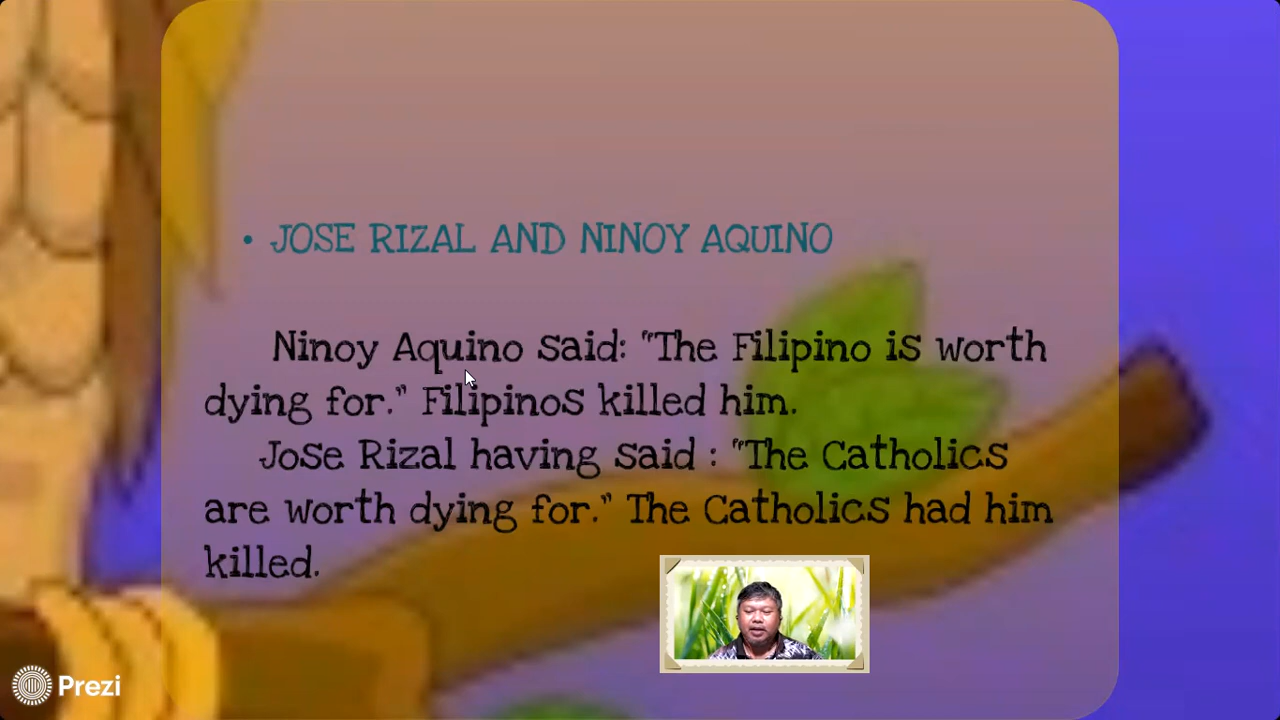 • JOSE RIZAL AND NINOY AQUINO
Ninoy Aquino said: "The Filipino is worth
dying for." Filipinos killed him.
Jose Rizal having said : "The Catholics
are worth dying for." The Catholics had him
killed.
Prezi